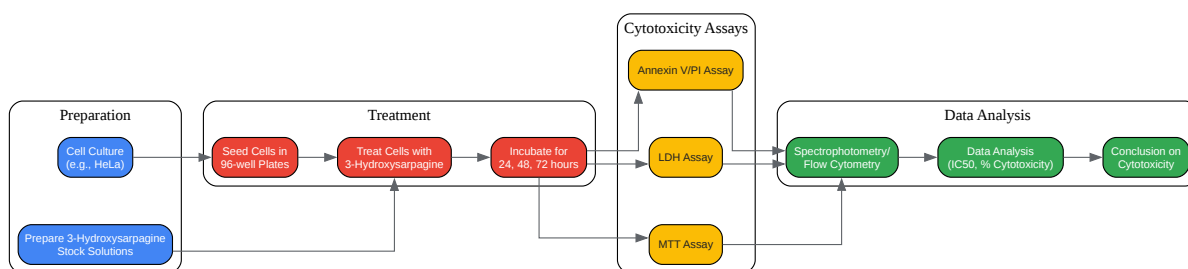 Preparation
Cell Culture
(e.g., HeLa)
Prepare 3-Hydroxysarpagine
Stock Solutions
Treatment
Seed Cells in
96-well Plates
Treat Cells with
3-Hydroxysarpagine
Incubate for
24, 48, 72 hours
Cytotoxicity Assays
Annexin V/PI Assay
LDH Assay
MTT Assay
Data Analysis
Spectrophotometry/
Flow Cytometry
Data Analysis
(IC50, % Cytotoxicity)
Conclusion on
Cytotoxicity